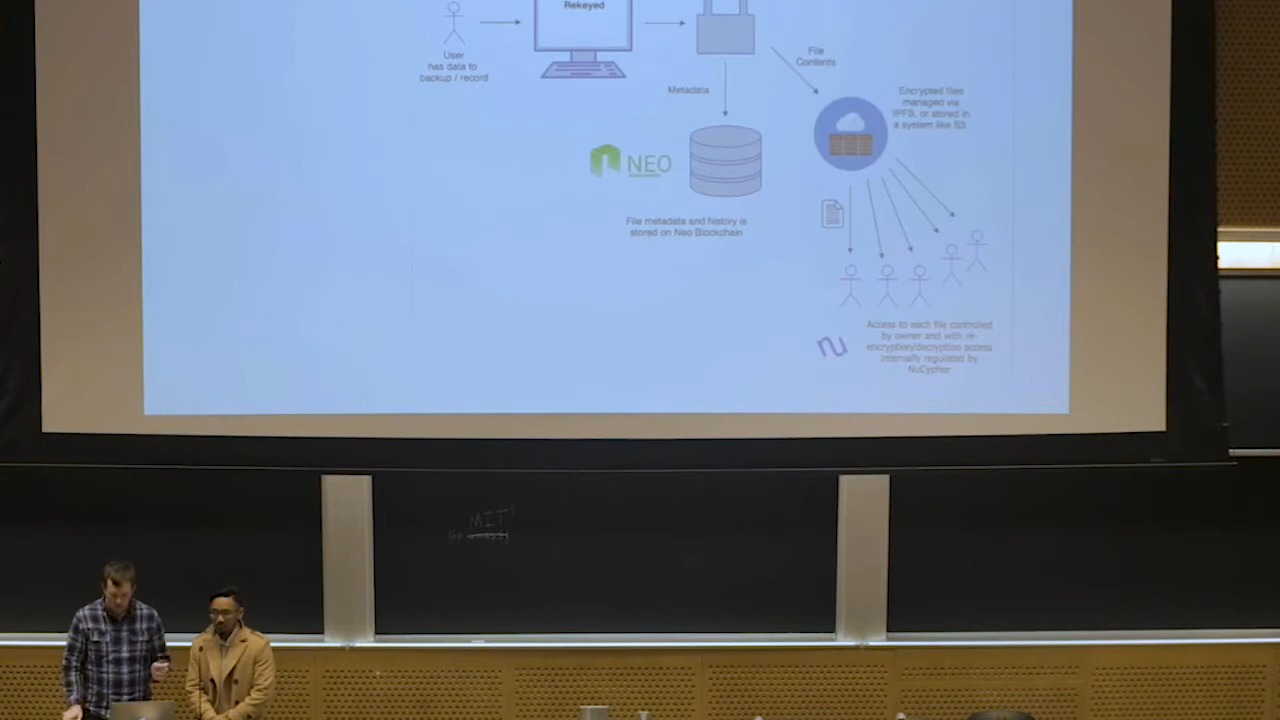 Rekeyed
User
has data to
backup / record
File
Contents
Metadata
Encrypted files
managed via
IPFS, or stored in
a system like S3
NEO
File metadata and history is
stored on Neo Blockchain
Access to each file controlled
by owner and with re-
encryption/decryption access
internally regulated by
NuCypher
MIT
Go